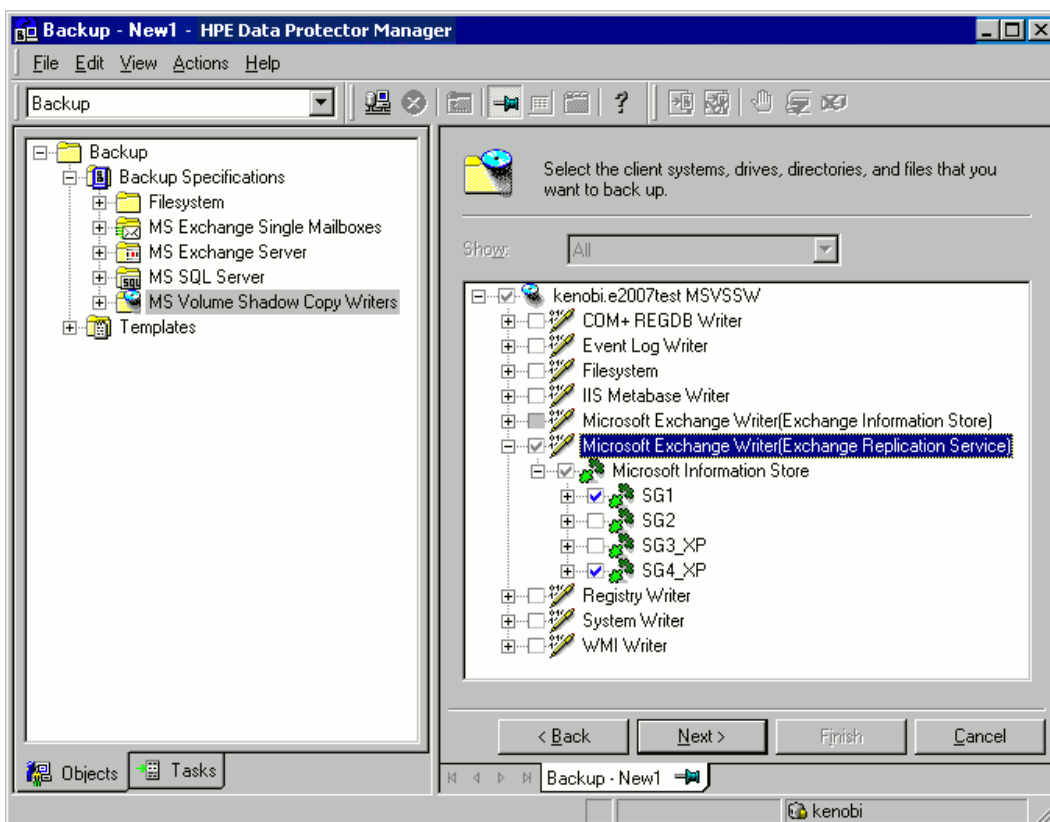 Backup - New1 - HPE Data Protector Manager
File Edit View Actions Help
Backup
Backup
Backup Specifications
Filesystem
MS Exchange Single Mailboxes
MS Exchange Server
MS SQL Server
MS Volume Shadow Copy Writers
Templates
Objects
Tasks
Select the client systems, drives, directories, and files that you
want to back up.
Show: All
kenobi.e2007test MSVSSW
COM+ REGDB Writer
Event Log Writer
Filesystem
IIS Metabase Writer
Microsoft Exchange Writer(Exchange Information Store)
Microsoft Exchange Writer(Exchange Replication Service)
Microsoft Information Store
SG1
SG2
SG3_XP
SG4_XP
Registry Writer
System Writer
WMI Writer
< Back Next > Finish Cancel
Backup - New1
kenobi